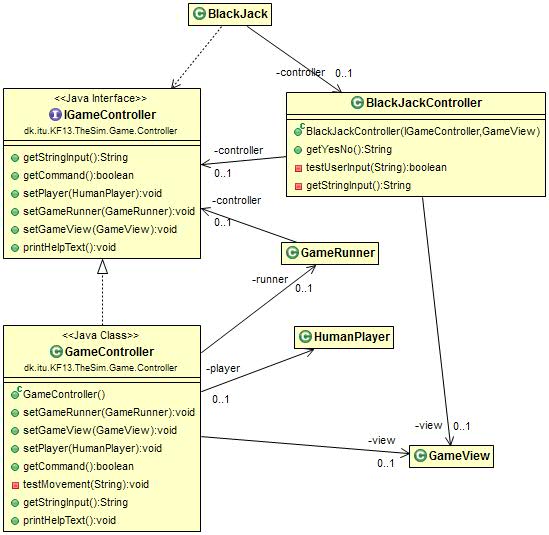 BlackJack
-controller
0..1
<<Java Interface>>
IGameController
dk.itu.KF13.TheSim.Game.Controller
getStringInput():String
getCommand():boolean
setPlayer(HumanPlayer):void
setGameRunner(GameRunner):void
setGameView(GameView):void
printHelpText():void
BlackJackController
BlackJackController(IGameController,GameView)
getYesNo():String
testUserInput(String):boolean
getStringInput():String
-controller
0..1
-controller
0..1
GameRunner
-runner
0..1
<<Java Class>>
GameController
dk.itu.KF13.TheSim.Game.Controller
GameController()
setGameRunner(GameRunner):void
setGameView(GameView):void
setPlayer(HumanPlayer):void
getCommand():boolean
testMovement(String):void
getStringInput():String
printHelpText():void
HumanPlayer
-player
0..1
-view
0..1
-view
0..1
GameView